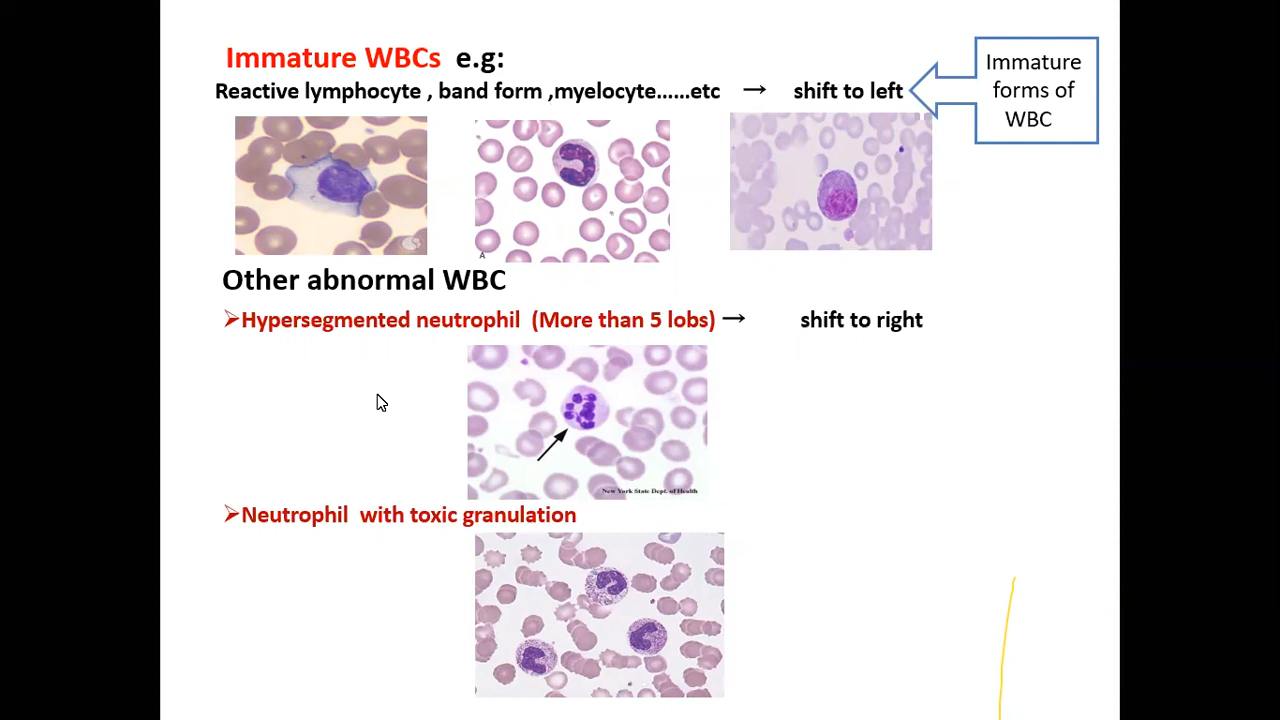 Immature WBCs e.g:
Reactive lymphocyte , band form ,myelocyte......etc → shift to left
Immature
forms of
WBC
A
Other abnormal WBC
➢Hypersegmented neutrophil (More than 5 lobs) → shift to right
New York State Dept. of Health
➢Neutrophil with toxic granulation